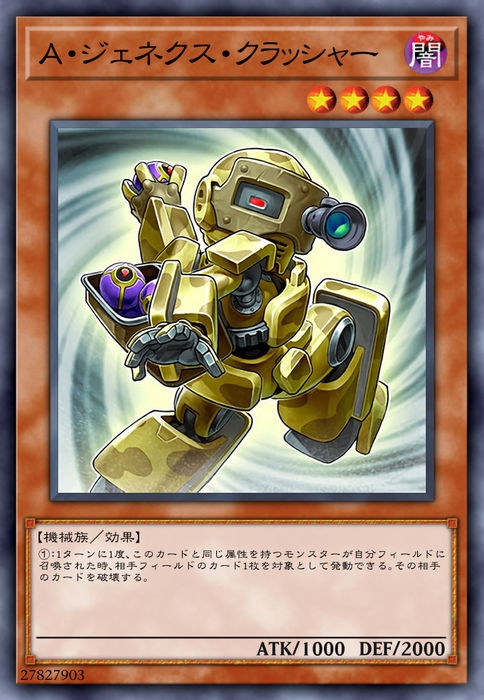 A・ジェネクス・クラッシャー
やみ
闇
【機械族／効果】
①：1ターンに1度、このカードと同じ属性を持つモンスターが自分フィールドに
召喚された時、相手フィールドのカード1枚を対象として発動できる。その相手
のカードを破壊する。
ATK/1000 DEF/2000
27827903